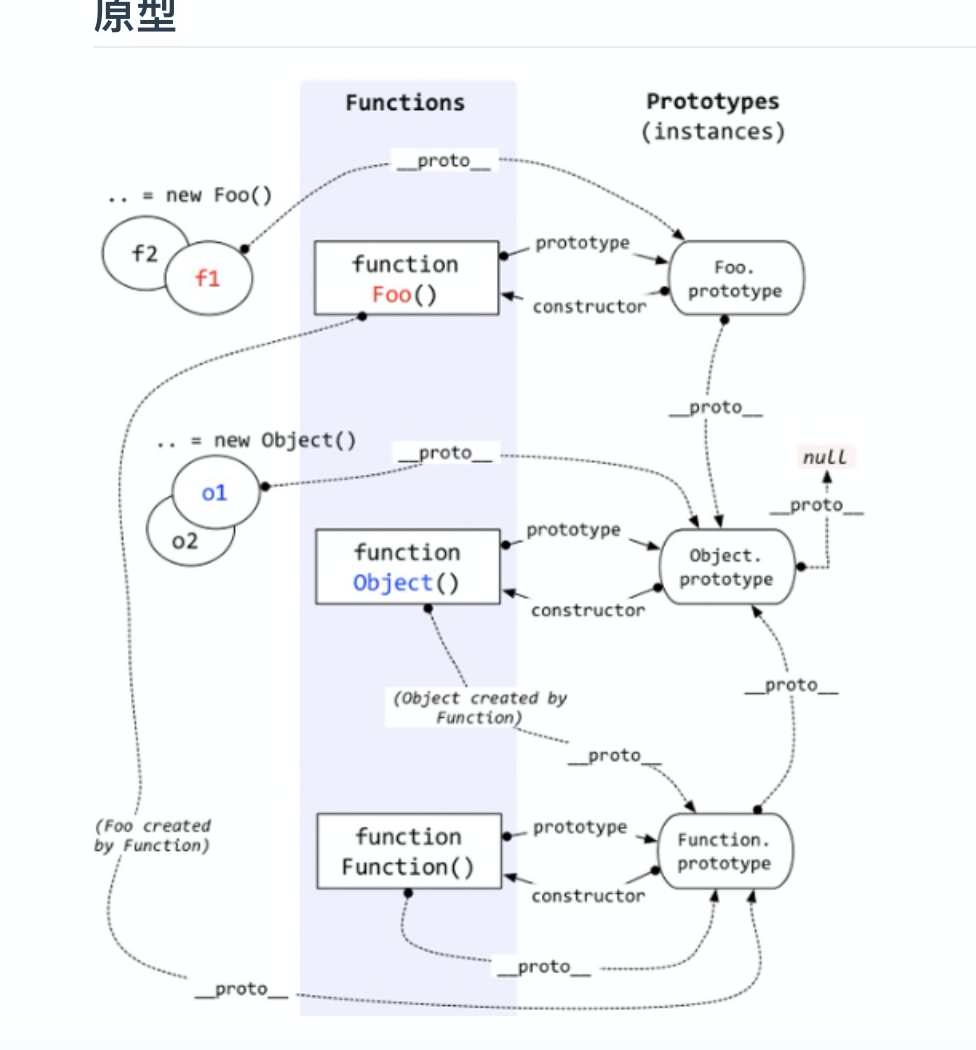 原型
Functions
Prototypes
(instances)
__proto__
.. = new Foo()
f2
f1
function
Foo()
prototype
constructor
Foo.
prototype
__proto__
.. = new Object()
__proto__
null
__proto__
o1
o2
function
Object()
prototype
constructor
Object.
prototype
(Object created by
Function)
__proto__
__proto__
(Foo created
by Function)
function
Function()
prototype
constructor
Function.
prototype
__proto__
__proto__